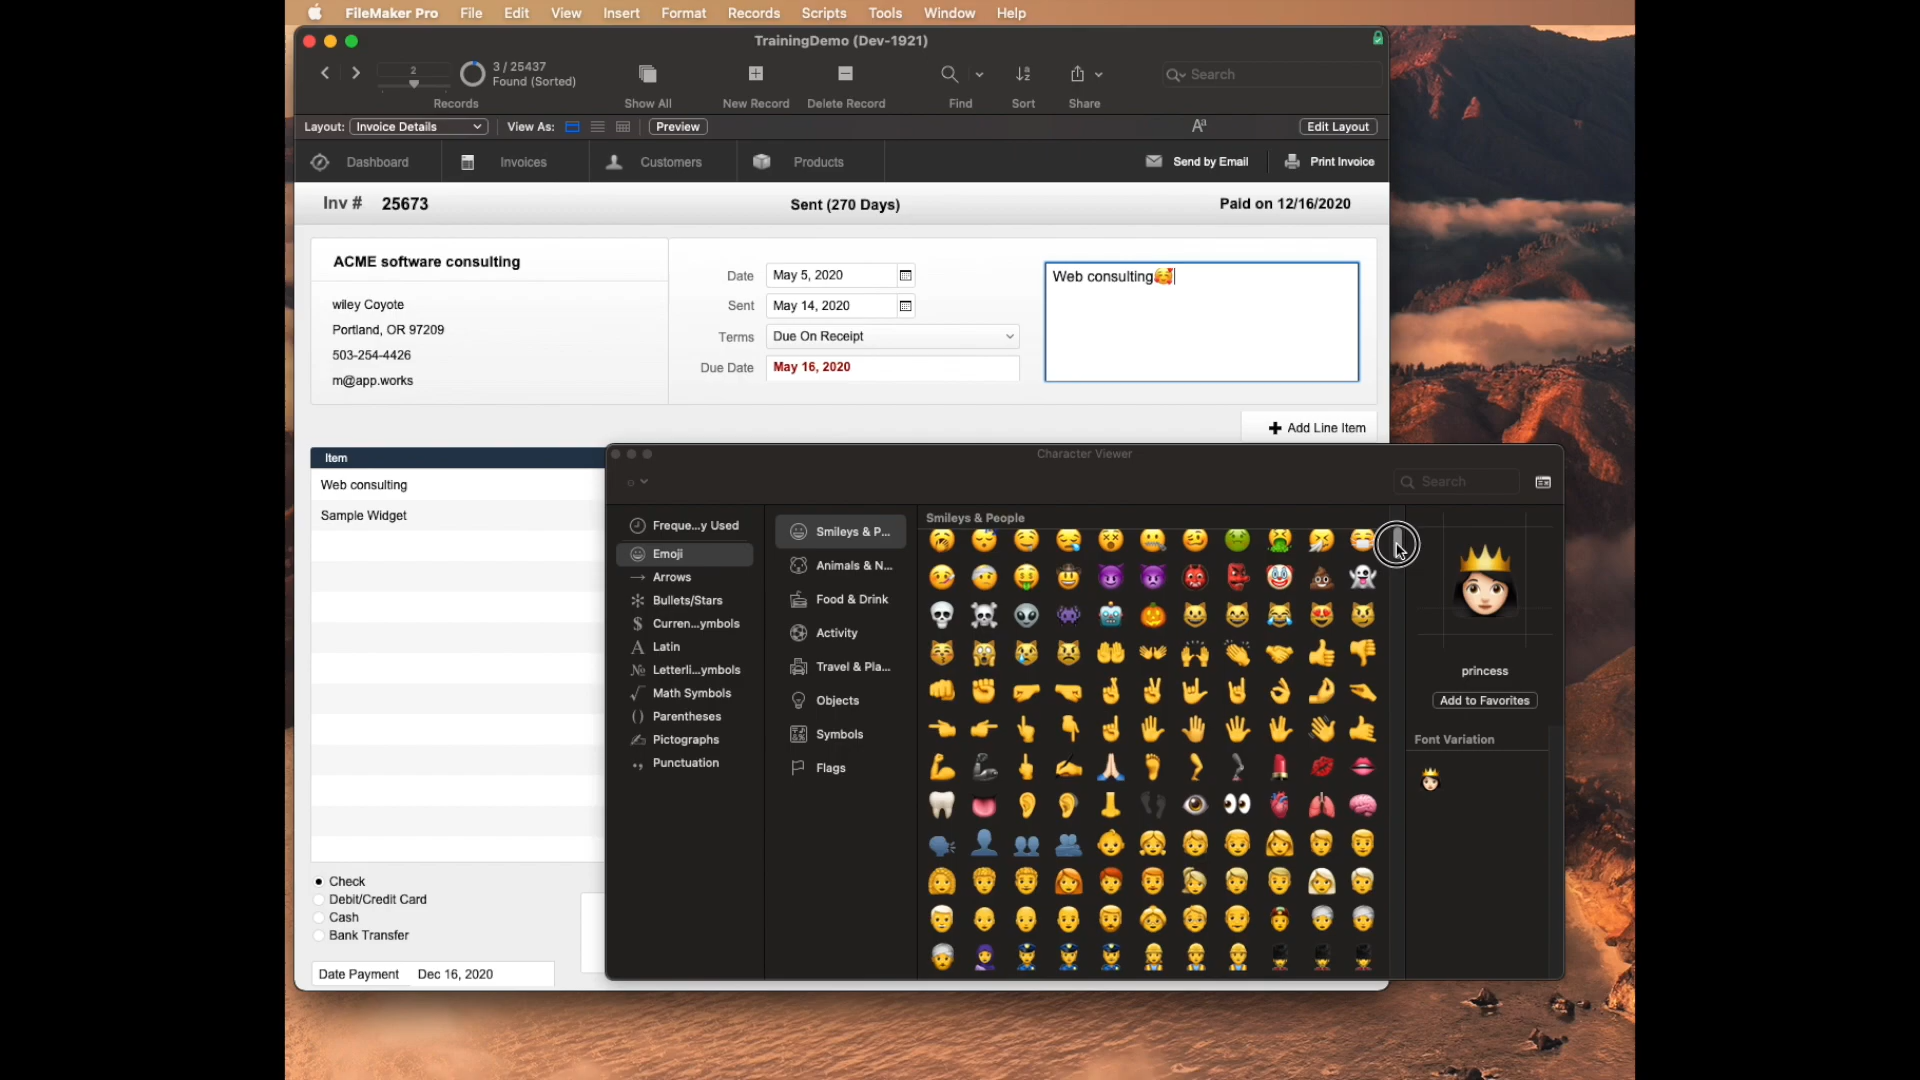 FileMaker Pro File Edit View Insert Format Records Scripts Tools Window Help
TrainingDemo (Dev-1921)
2
3 / 25437
Found (Sorted)
Search
Records Show All New Record Delete Record Find Sort Share
Layout: Invoice Details View As: Preview Edit Layout
Dashboard Invoices Customers Products Send by Email Print Invoice
Inv # 25673 Sent (270 Days) Paid on 12/16/2020
ACME software consulting
wiley Coyote
Portland, OR 97209
503-254-4426
m@app.works
Date May 5, 2020
Sent May 14, 2020
Terms Due On Receipt
Due Date May 16, 2020
Web consulting🥰
Add Line Item
Item
Web consulting
Sample Widget
Check
Debit/Credit Card
Cash
Bank Transfer
Date Payment Dec 16, 2020
Character Viewer
Search
Freque...y Used
Emoji
Arrows
Bullets/Stars
Curren...ymbols
Latin
Letterli...ymbols
Math Symbols
Parentheses
Pictographs
Punctuation
Smileys & P...
Animals & N...
Food & Drink
Activity
Travel & Pla...
Objects
Symbols
Flags
Smileys & People
princess
Add to Favorites
Font Variation